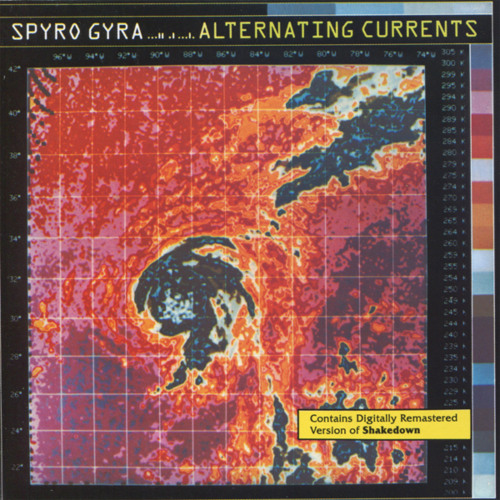 SPYRO GYRA ...ıı .ı ...ı. ALTERNATING CURRENTS
96°W 94°W 92°W 90°W 88°W 86°W 84°W 82°W 80°W 78°W 76°W 74°W
305 K
300 K
42°
299 K
295 K
294 K
290 K
40°
289 K
285 K
284 K
280 K
38°
279 K
275 K
274 K
270 K
36°
269 K
265 K
264 K
34°
260 K
259 K
255 K
254 K
32°
250 K
249 K
245 K
30°
244 K
240 K
239 K
28°
235 K
234 K
230 K
26°
229 K
225 K
Contains Digitally Remastered
Version of Shakedown
24°
215 K
214 K
210 K
22°
209 K
200 K